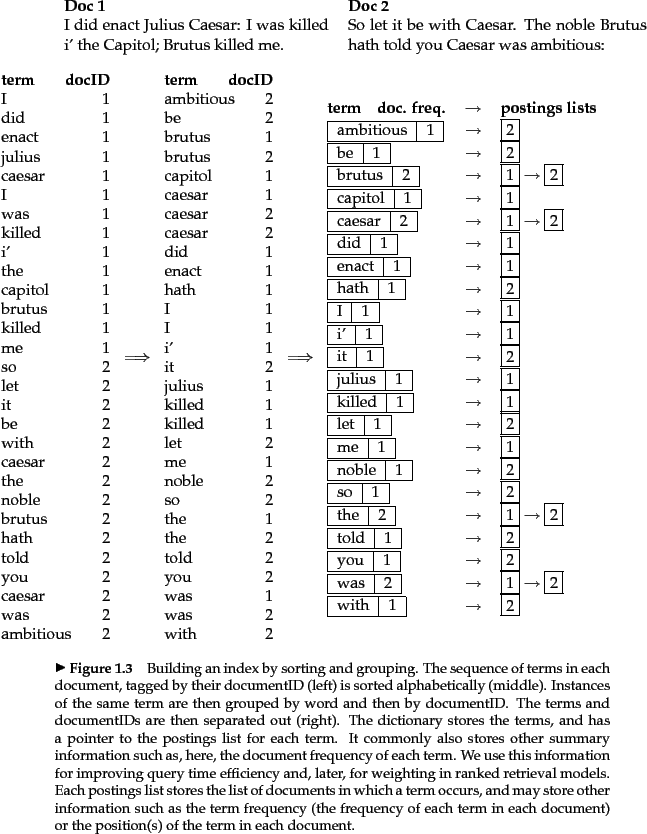 Doc 1
I did enact Julius Caesar: I was killed
i’ the Capitol; Brutus killed me.
Doc 2
So let it be with Caesar. The noble Brutus
hath told you Caesar was ambitious:
term docID
I 1
did 1
enact 1
julius 1
caesar 1
I 1
was 1
killed 1
i’ 1
the 1
capitol 1
brutus 1
killed 1
me 1
so 2
let 2
it 2
be 2
with 2
caesar 2
the 2
noble 2
brutus 2
hath 2
told 2
you 2
caesar 2
was 2
ambitious 2
⟹
term docID
ambitious 2
be 2
brutus 1
brutus 2
capitol 1
caesar 1
caesar 2
caesar 2
did 1
enact 1
hath 1
I 1
I 1
i’ 1
it 2
julius 1
killed 1
killed 1
let 2
me 1
noble 2
so 2
the 1
the 2
told 2
you 2
was 1
was 2
with 2
⟹
term doc. freq. → postings lists
ambitious 1 → 2
be 1 → 2
brutus 2 → 1 → 2
capitol 1 → 1
caesar 2 → 1 → 2
did 1 → 1
enact 1 → 1
hath 1 → 2
I 1 → 1
i’ 1 → 1
it 1 → 2
julius 1 → 1
killed 1 → 1
let 1 → 2
me 1 → 1
noble 1 → 2
so 1 → 2
the 2 → 1 → 2
told 1 → 2
you 1 → 2
was 2 → 1 → 2
with 1 → 2
▶ Figure 1.3 Building an index by sorting and grouping. The sequence of terms in each
document, tagged by their documentID (left) is sorted alphabetically (middle). Instances
of the same term are then grouped by word and then by documentID. The terms and
documentIDs are then separated out (right). The dictionary stores the terms, and has
a pointer to the postings list for each term. It commonly also stores other summary
information such as, here, the document frequency of each term. We use this information
for improving query time efficiency and, later, for weighting in ranked retrieval models.
Each postings list stores the list of documents in which a term occurs, and may store other
information such as the term frequency (the frequency of each term in each document)
or the position(s) of the term in each document.